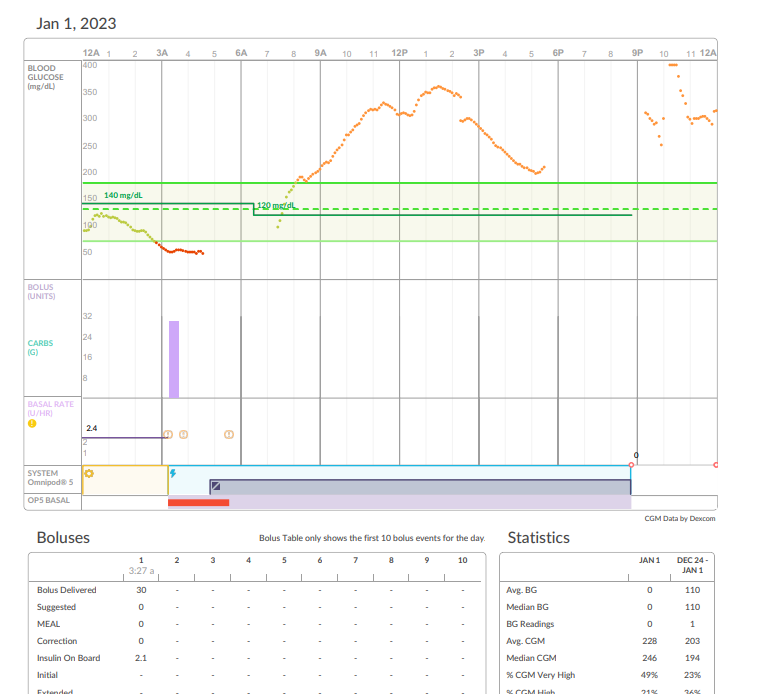 Jan 1, 2023
12A 1 2 3A 4 5 6A 7 8 9A 10 11 12P 1 2 3P 4 5 6P 7 8 9P 10 11 12A
BLOOD
GLUCOSE
(mg/dL)
400
350
300
250
200
150
100
50
140 mg/dL
120 mg/dL
BOLUS
(UNITS)
CARBS
(G)
32
24
16
8
BASAL RATE
(U/HR)
2.4
2
1
0
SYSTEM
Omnipod® 5
OP5 BASAL
CGM Data by Dexcom
Boluses
Bolus Table only shows the first 10 bolus events for the day.
1 2 3 4 5 6 7 8 9 10
3:27 a
Bolus Delivered 30 - - - - - - - - -
Suggested 0 - - - - - - - - -
MEAL 0 - - - - - - - - -
Correction 0 - - - - - - - - -
Insulin On Board 2.1 - - - - - - - - -
Initial - - - - - - - - - -
Extended - - - - - - - - - -
Statistics
JAN 1 DEC 24 -
JAN 1
Avg. BG 0 110
Median BG 0 110
BG Readings 0 1
Avg. CGM 228 203
Median CGM 246 194
% CGM Very High 49% 23%
% CGM High 21% 36%